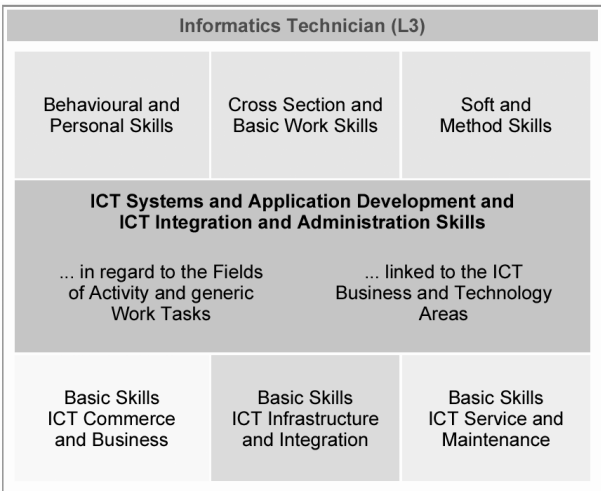 Informatics Technician (L3)
Behavioural and
Personal Skills
Cross Section and
Basic Work Skills
Soft and
Method Skills
ICT Systems and Application Development and
ICT Integration and Administration Skills
... in regard to the Fields
of Activity and generic
Work Tasks
... linked to the ICT
Business and Technology
Areas
Basic Skills
ICT Commerce
and Business
Basic Skills
ICT Infrastructure
and Integration
Basic Skills
ICT Service and
Maintenance